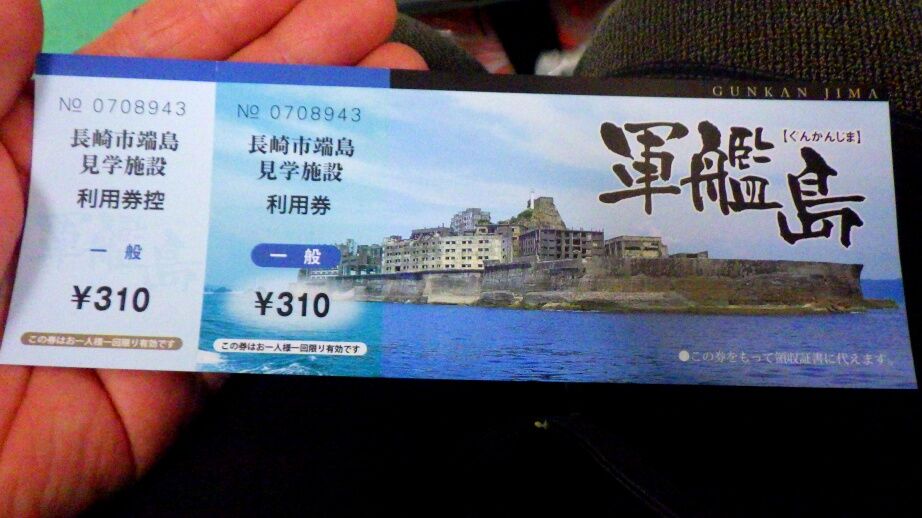 № 0708943
長崎市端島
見学施設
利用券控
一般
¥310
この券はお一人様一回限り有効です
№ 0708943
長崎市端島
見学施設
利用券
一般
¥310
この券はお一人様一回限り有効です
GUNKAN JIMA
軍艦島
【ぐんかんじま】
●この券をもって領収証書に代えます。